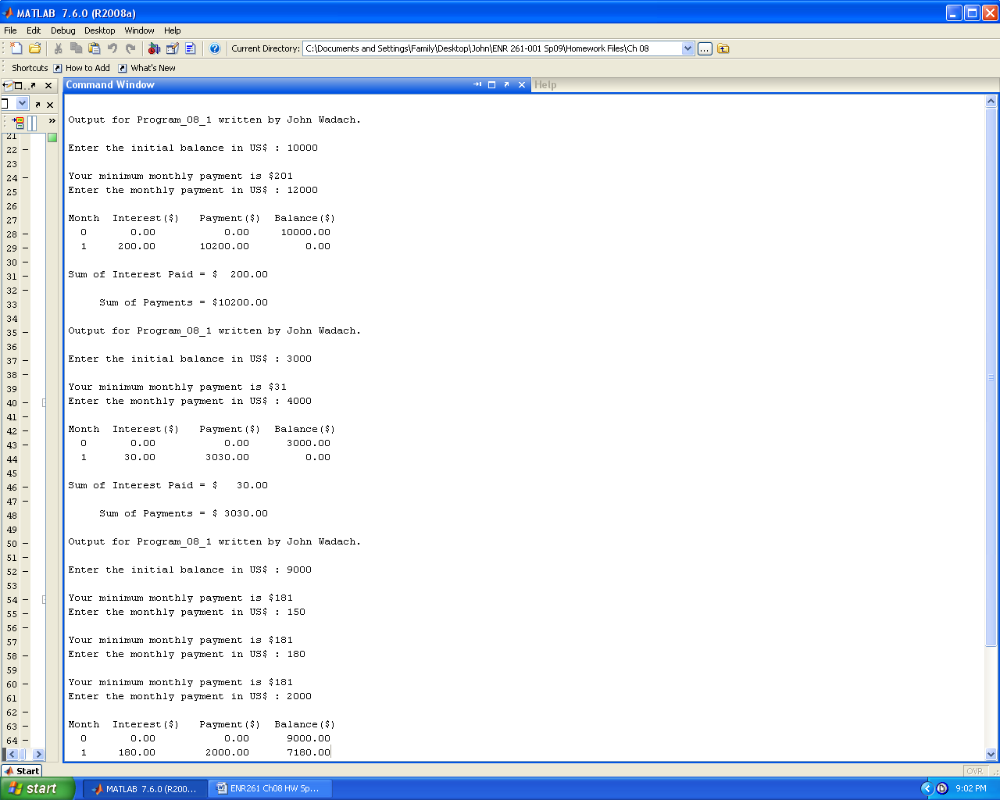 MATLAB 7.6.0 (R2008a)
File Edit Debug Desktop Window Help
Current Directory: C:\Documents and Settings\Family\Desktop\John\ENR 261-001 Sp09\Homework Files\Ch 08
Shortcuts How to Add What's New
Command Window
Help
Output for Program_08_1 written by John Wadach.
Enter the initial balance in US$ : 10000
Your minimum monthly payment is $201
Enter the monthly payment in US$ : 12000
Month Interest($) Payment($) Balance($)
0 0.00 0.00 10000.00
1 200.00 10200.00 0.00
Sum of Interest Paid = $ 200.00
Sum of Payments = $10200.00
Output for Program_08_1 written by John Wadach.
Enter the initial balance in US$ : 3000
Your minimum monthly payment is $31
Enter the monthly payment in US$ : 4000
Month Interest($) Payment($) Balance($)
0 0.00 0.00 3000.00
1 30.00 3030.00 0.00
Sum of Interest Paid = $ 30.00
Sum of Payments = $ 3030.00
Output for Program_08_1 written by John Wadach.
Enter the initial balance in US$ : 9000
Your minimum monthly payment is $181
Enter the monthly payment in US$ : 150
Your minimum monthly payment is $181
Enter the monthly payment in US$ : 180
Your minimum monthly payment is $181
Enter the monthly payment in US$ : 2000
Month Interest($) Payment($) Balance($)
0 0.00 0.00 9000.00
1 180.00 2000.00 7180.00
21
22
23
24
25
26
27
28
29
30
31
32
33
34
35
36
37
38
39
40
41
42
43
44
45
46
47
48
49
50
51
52
53
54
55
56
57
58
59
60
61
62
63
64
Start
OVR
start
MATLAB 7.6.0 (R200...
ENR261 Ch08 HW Sp...
9:02 PM